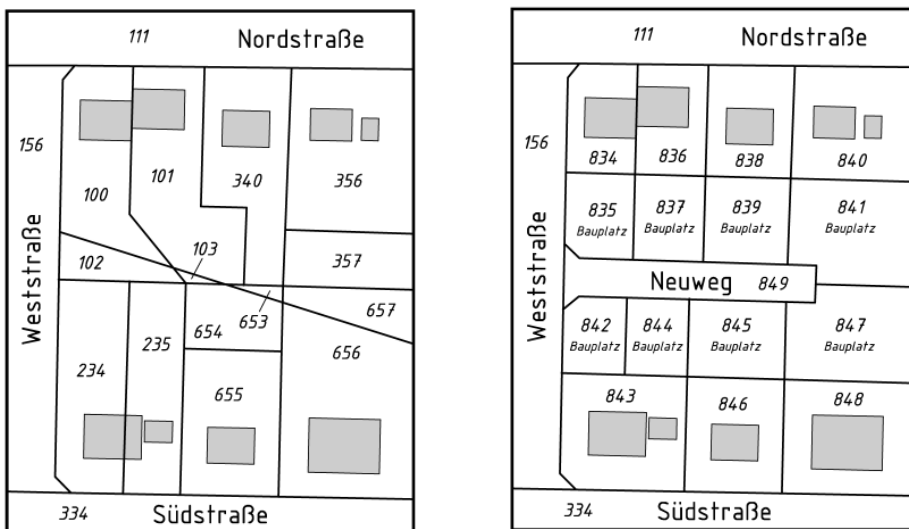 111 Nordstraße
156
100
101
340
356
102
103
357
Weststraße
234
235
654
653
657
656
655
334 Südstraße
111 Nordstraße
156
834
836
838
840
835
Bauplatz
837
Bauplatz
839
Bauplatz
841
Bauplatz
Weststraße
Neuweg 849
842
Bauplatz
844
Bauplatz
845
Bauplatz
847
Bauplatz
843
846
848
334 Südstraße